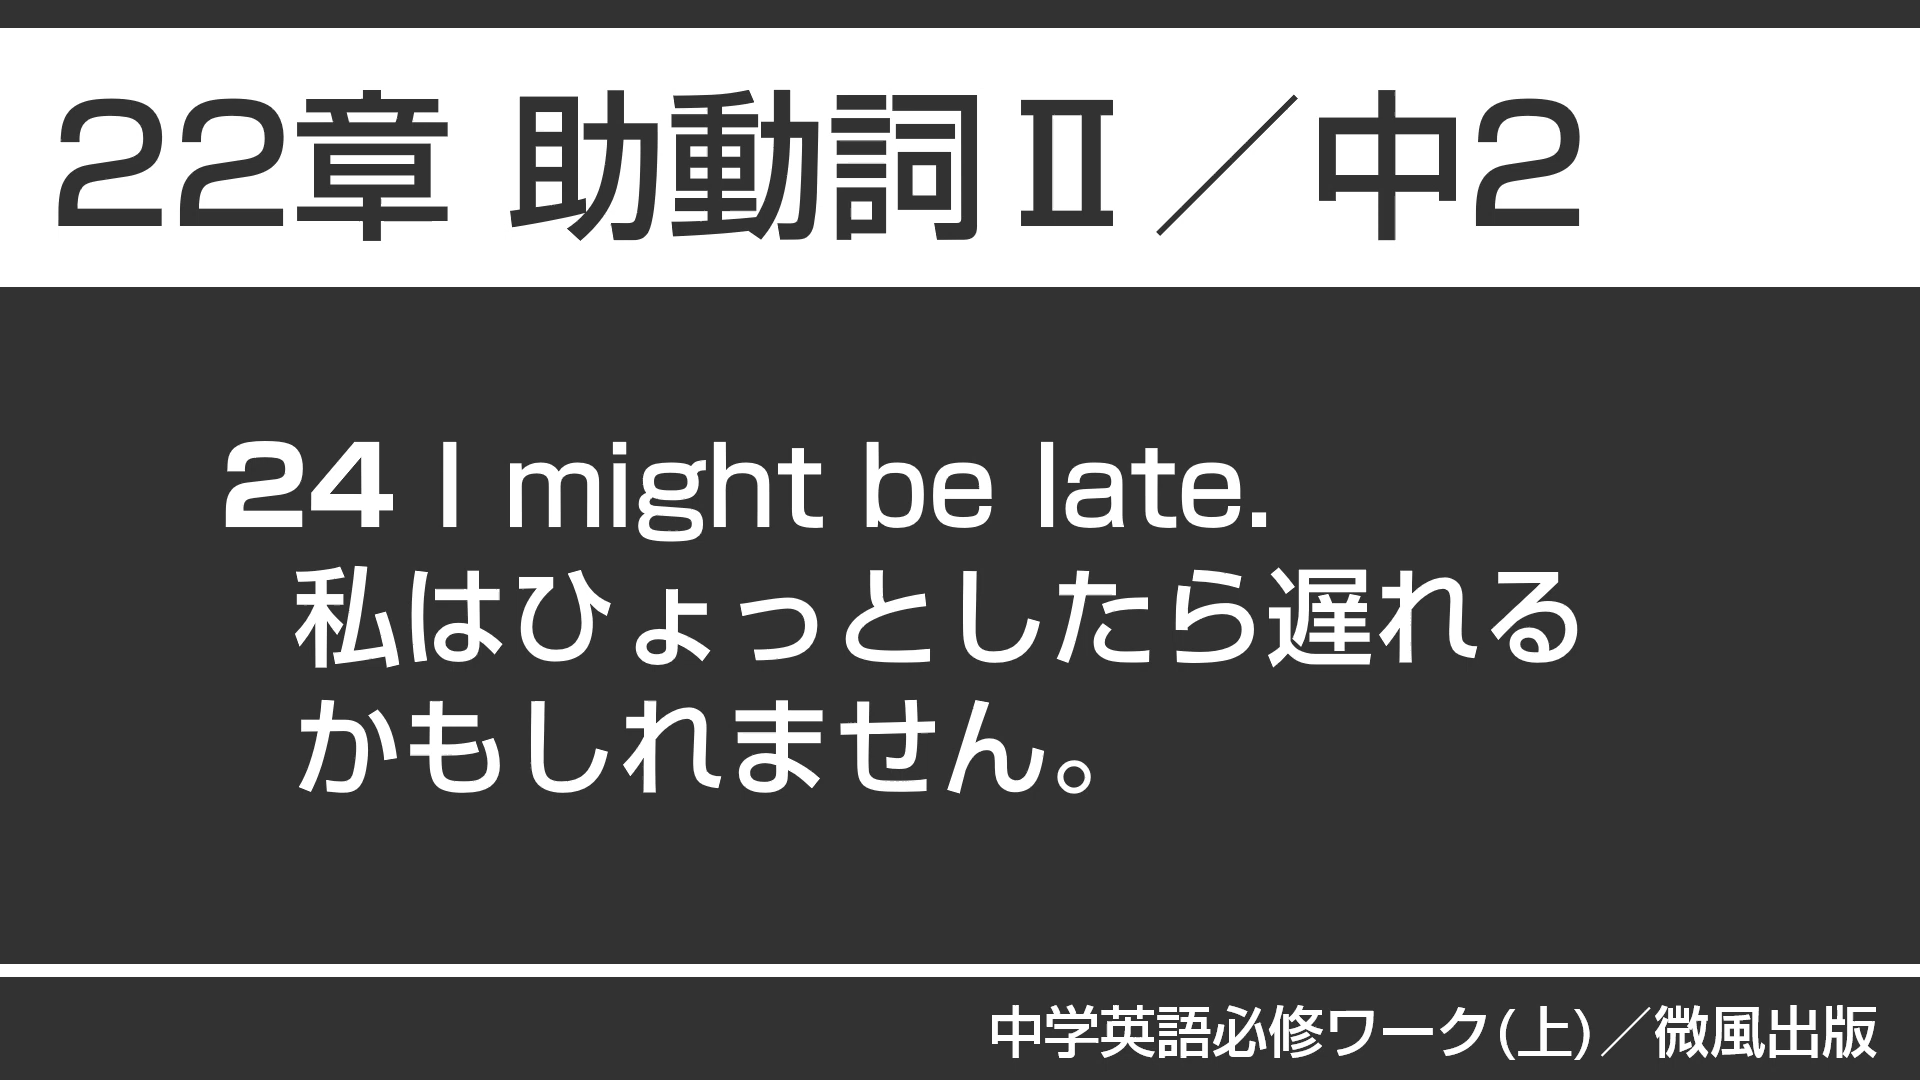 22章 助動詞Ⅱ／中2
24 I might be late.
私はひょっとしたら遅れる
かもしれません。
中学英語必修ワーク(上)／微風出版